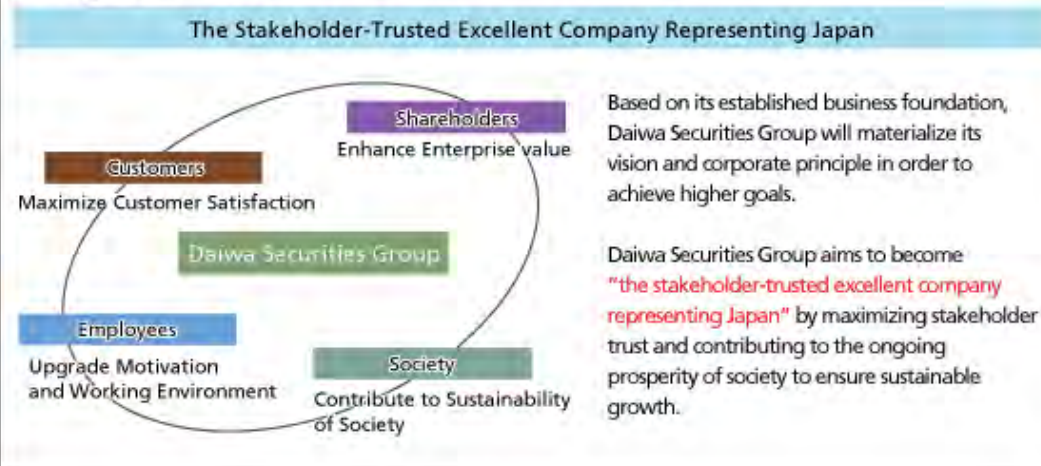 The Stakeholder-Trusted Excellent Company Representing Japan
Shareholders
Enhance Enterprise value
Customers
Maximize Customer Satisfaction
Daiwa Securities Group
Employees
Upgrade Motivation
and Working Environment
Society
Contribute to Sustainability
of Society
Based on its established business foundation,
Daiwa Securities Group will materialize its
vision and corporate principle in order to
achieve higher goals.
Daiwa Securities Group aims to become
"the stakeholder-trusted excellent company
representing Japan" by maximizing stakeholder
trust and contributing to the ongoing
prosperity of society to ensure sustainable
growth.